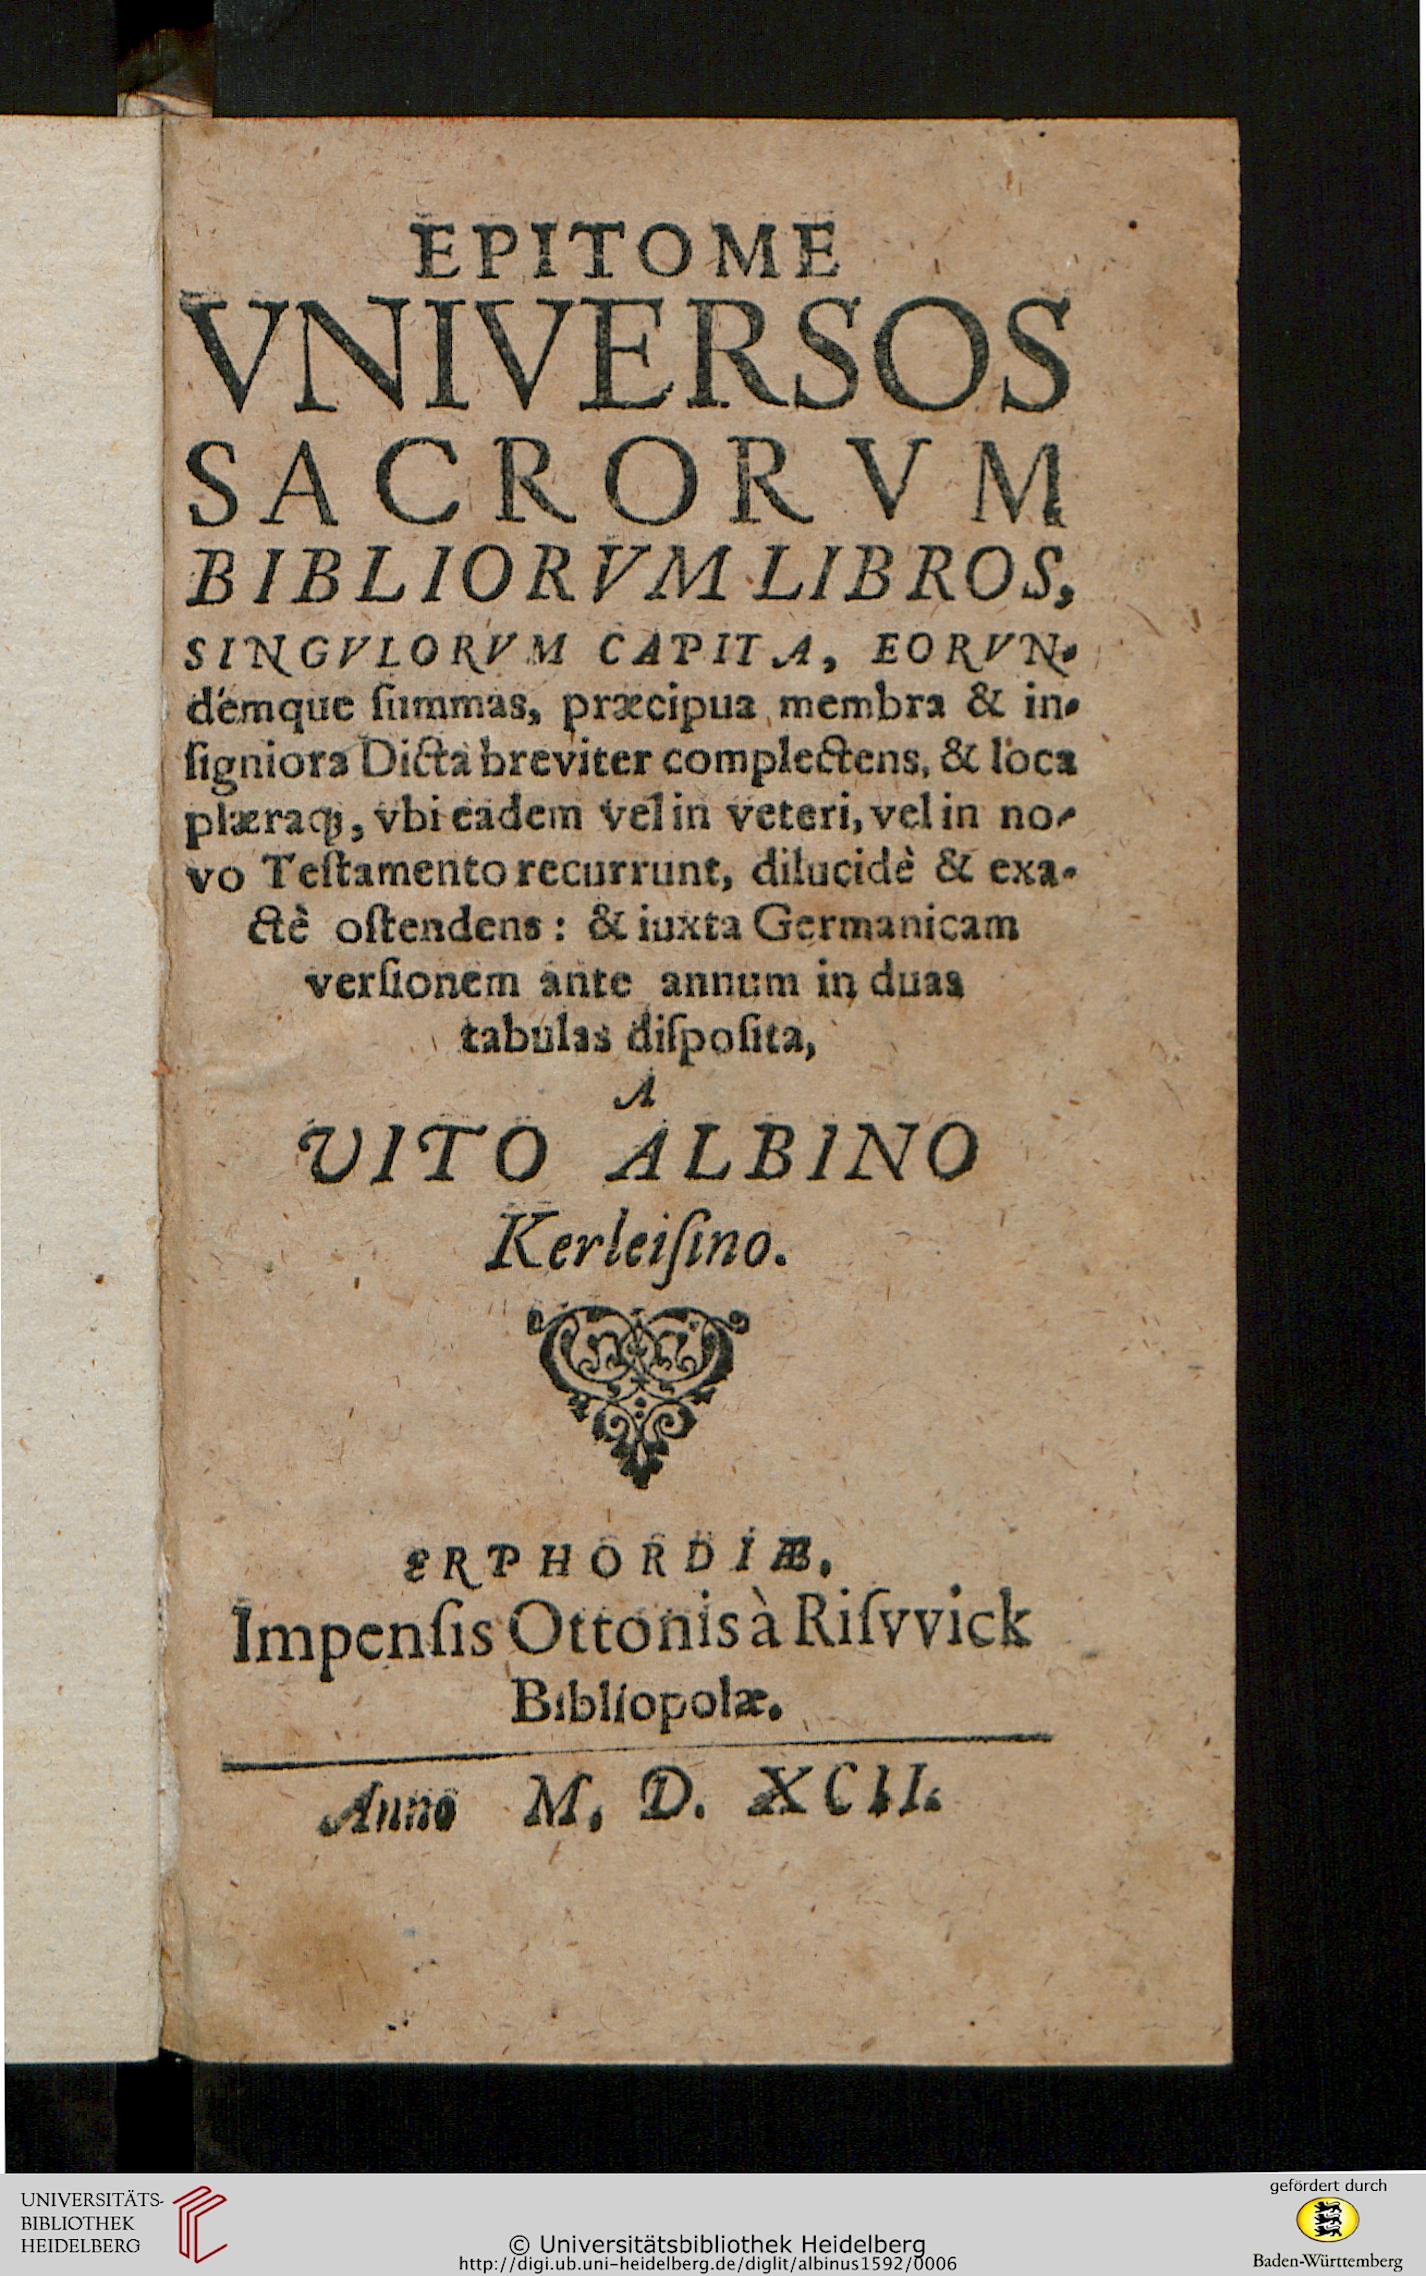 EPITOME
VNIVERSOS
SACRORVM
BIBLIORVM LIBROS,
SINGVLORVM CAPITA, EORVN-
demque ſummas, præcipua membra & in-
ſigniora Dicta breviter complectens, & loca
plæraq́;, vbi eadem vel in veteri, vel in no-
vo Teſtamento recurrunt, dilucidè & exa-
ctè oſtendens: & iuxta Germanicam
verſionem ante annum in duas
tabulas diſpoſita,
A
VITO ALBINO
Kerleiſino.
ERPHORDIÆ,
Impenſis Ottonis à Riſvvick
Bibliopolæ.
Anno M. D. XCII.
UNIVERSITÄTS-
BIBLIOTHEK
HEIDELBERG
© Universitätsbibliothek Heidelberg
http://digi.ub.uni-heidelberg.de/diglit/albinus1592/0006
gefördert durch
Baden-Württemberg